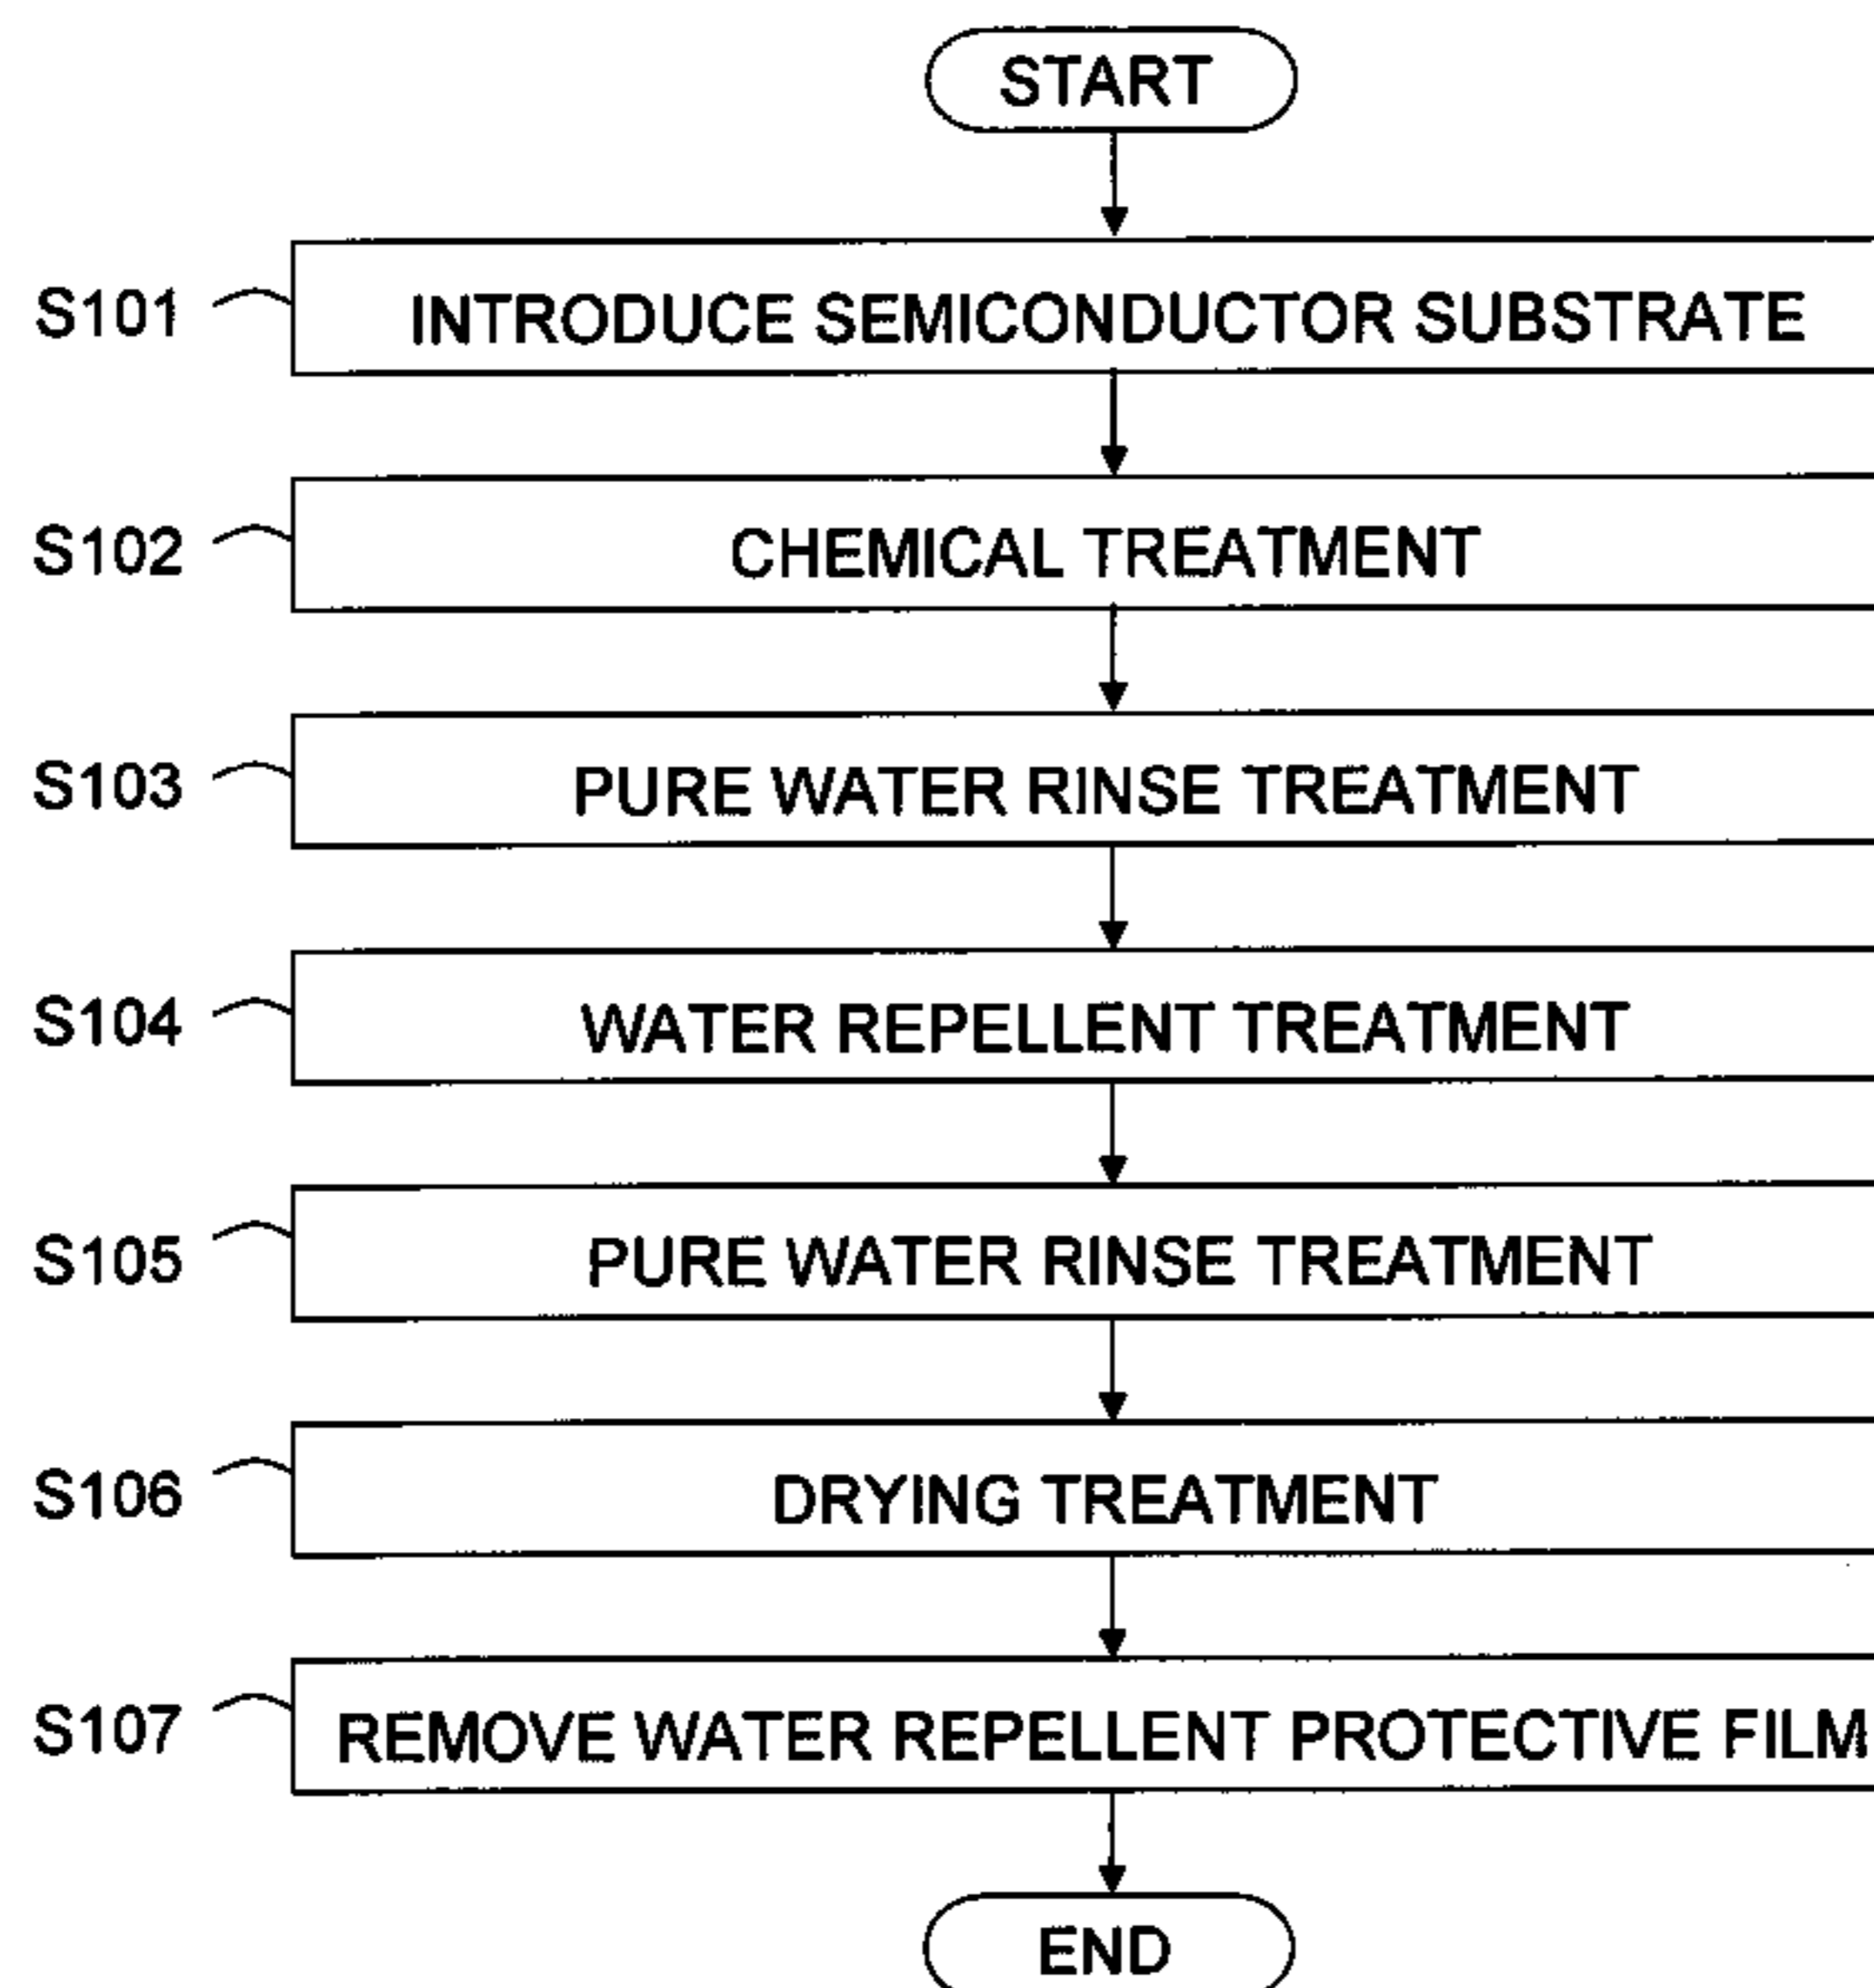 START
S101 INTRODUCE SEMICONDUCTOR SUBSTRATE
S102 CHEMICAL TREATMENT
S103 PURE WATER RINSE TREATMENT
S104 WATER REPELLENT TREATMENT
S105 PURE WATER RINSE TREATMENT
S106 DRYING TREATMENT
S107 REMOVE WATER REPELLENT PROTECTIVE FILM
END